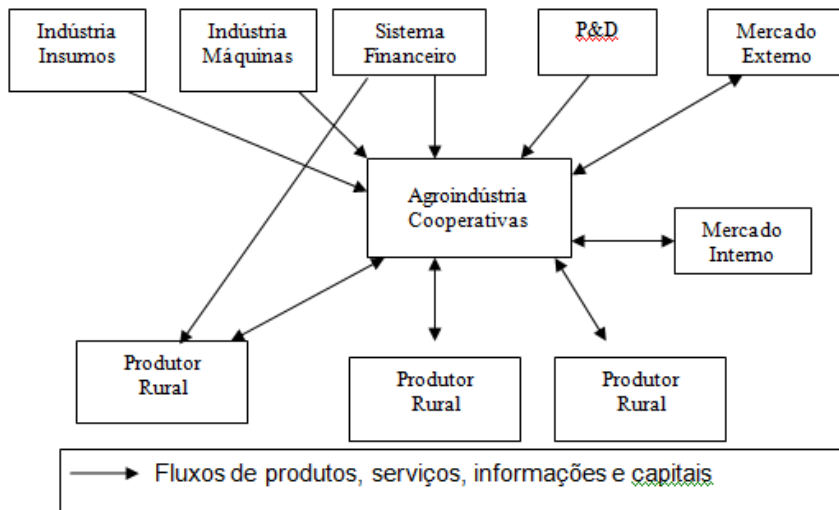 Indústria
Insumos
Indústria
Máquinas
Sistema
Financeiro
P&D
Mercado
Externo
Agroindústria
Cooperativas
Mercado
Interno
Produtor
Rural
Produtor
Rural
Produtor
Rural
Fluxos de produtos, serviços, informações e capitais